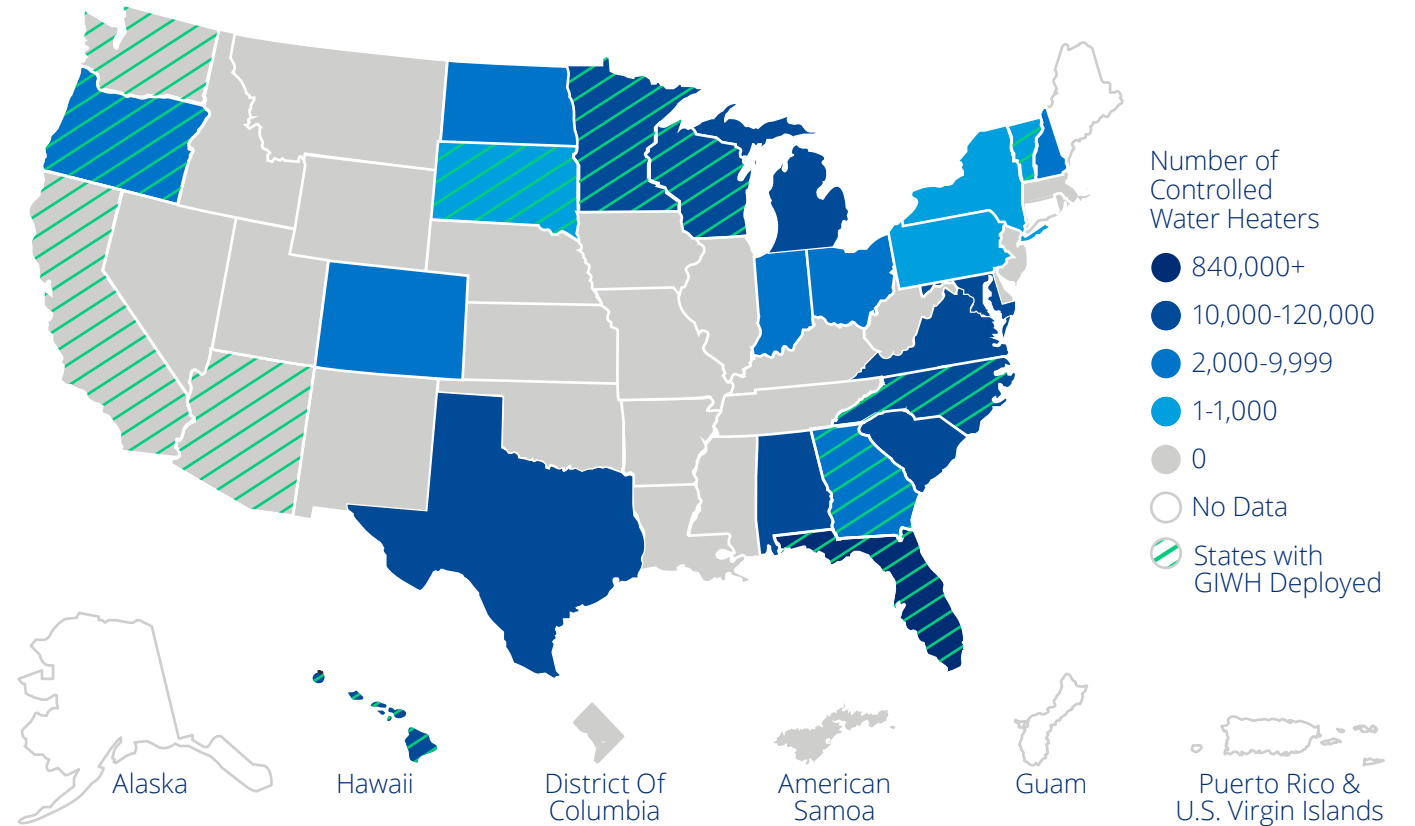 Number of
Controlled
Water Heaters
840,000+
10,000-120,000
2,000-9,999
1-1,000
0
No Data
States with
GIWH Deployed
Alaska
Hawaii
District Of
Columbia
American
Samoa
Guam
Puerto Rico &
U.S. Virgin Islands